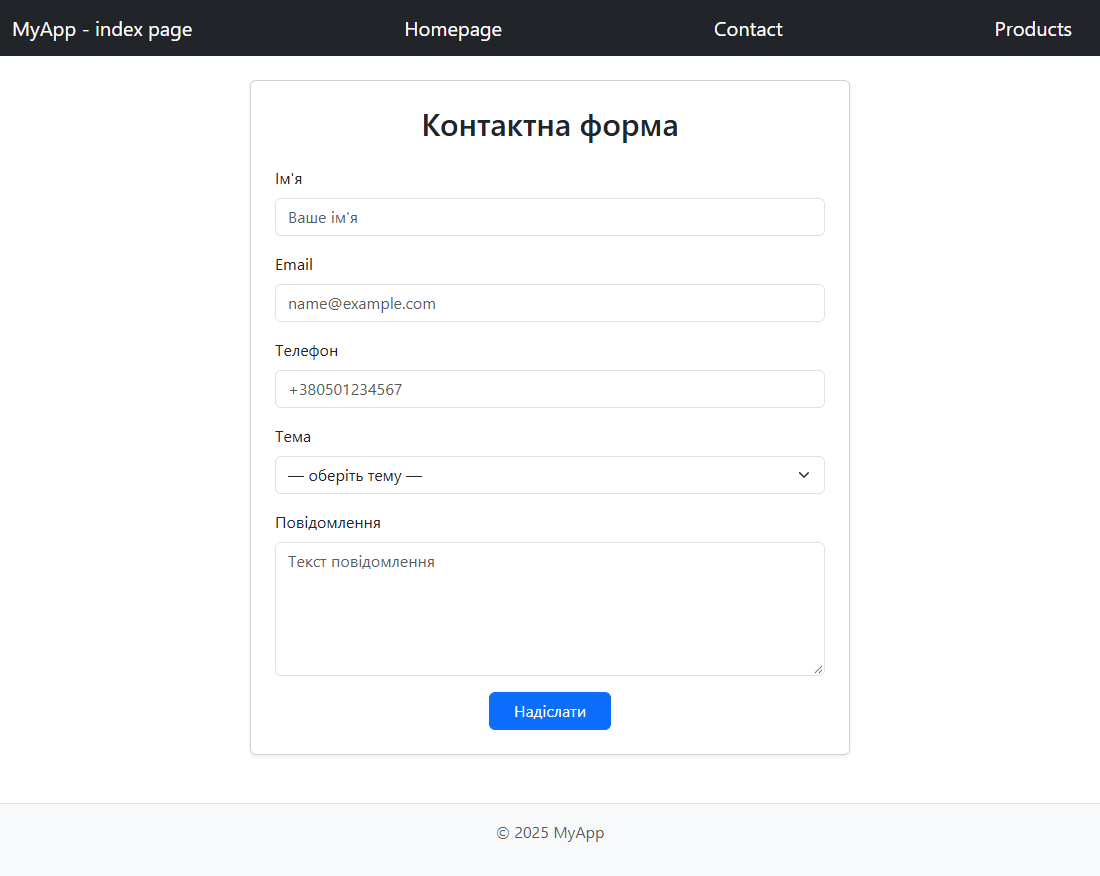 MyApp - index page Homepage Contact Products
Контактна форма
Ім'я
Ваше ім'я
Email
name@example.com
Телефон
+380501234567
Тема
— оберіть тему —
Повідомлення
Текст повідомлення
Надіслати
© 2025 MyApp